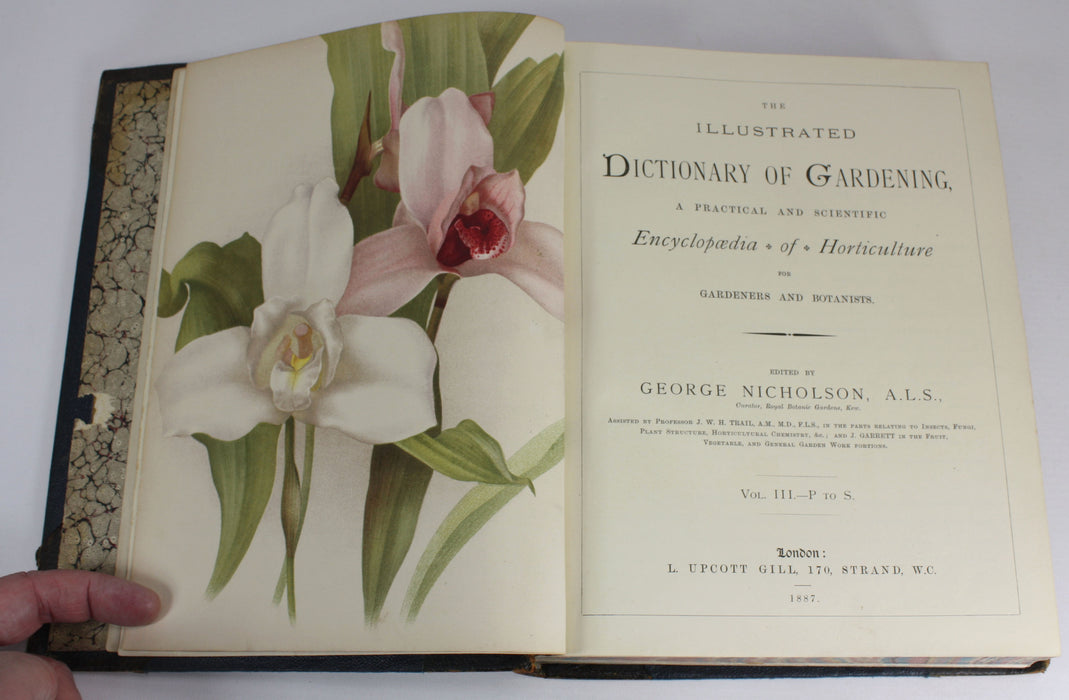 THE
ILLUSTRATED
DICTIONARY OF GARDENING,
A PRACTICAL AND SCIENTIFIC
Encyclopædia of Horticulture
FOR
GARDENERS AND BOTANISTS.
EDITED BY
GEORGE NICHOLSON, A.L.S.,
Curator, Royal Botanic Gardens, Kew.
ASSISTED BY PROFESSOR J. W. H. TRAIL, A.M., M.D., F.L.S., IN THE PARTS RELATING TO INSECTS, FUNGI,
PLANT STRUCTURE, HORTICULTURAL CHEMISTRY, &c.; AND J. GARRETT IN THE FRUIT,
VEGETABLE, AND GENERAL GARDEN WORK PORTIONS.
VOL. III.—P TO S.
London:
L. UPCOTT GILL, 170, STRAND, W.C.
1887.